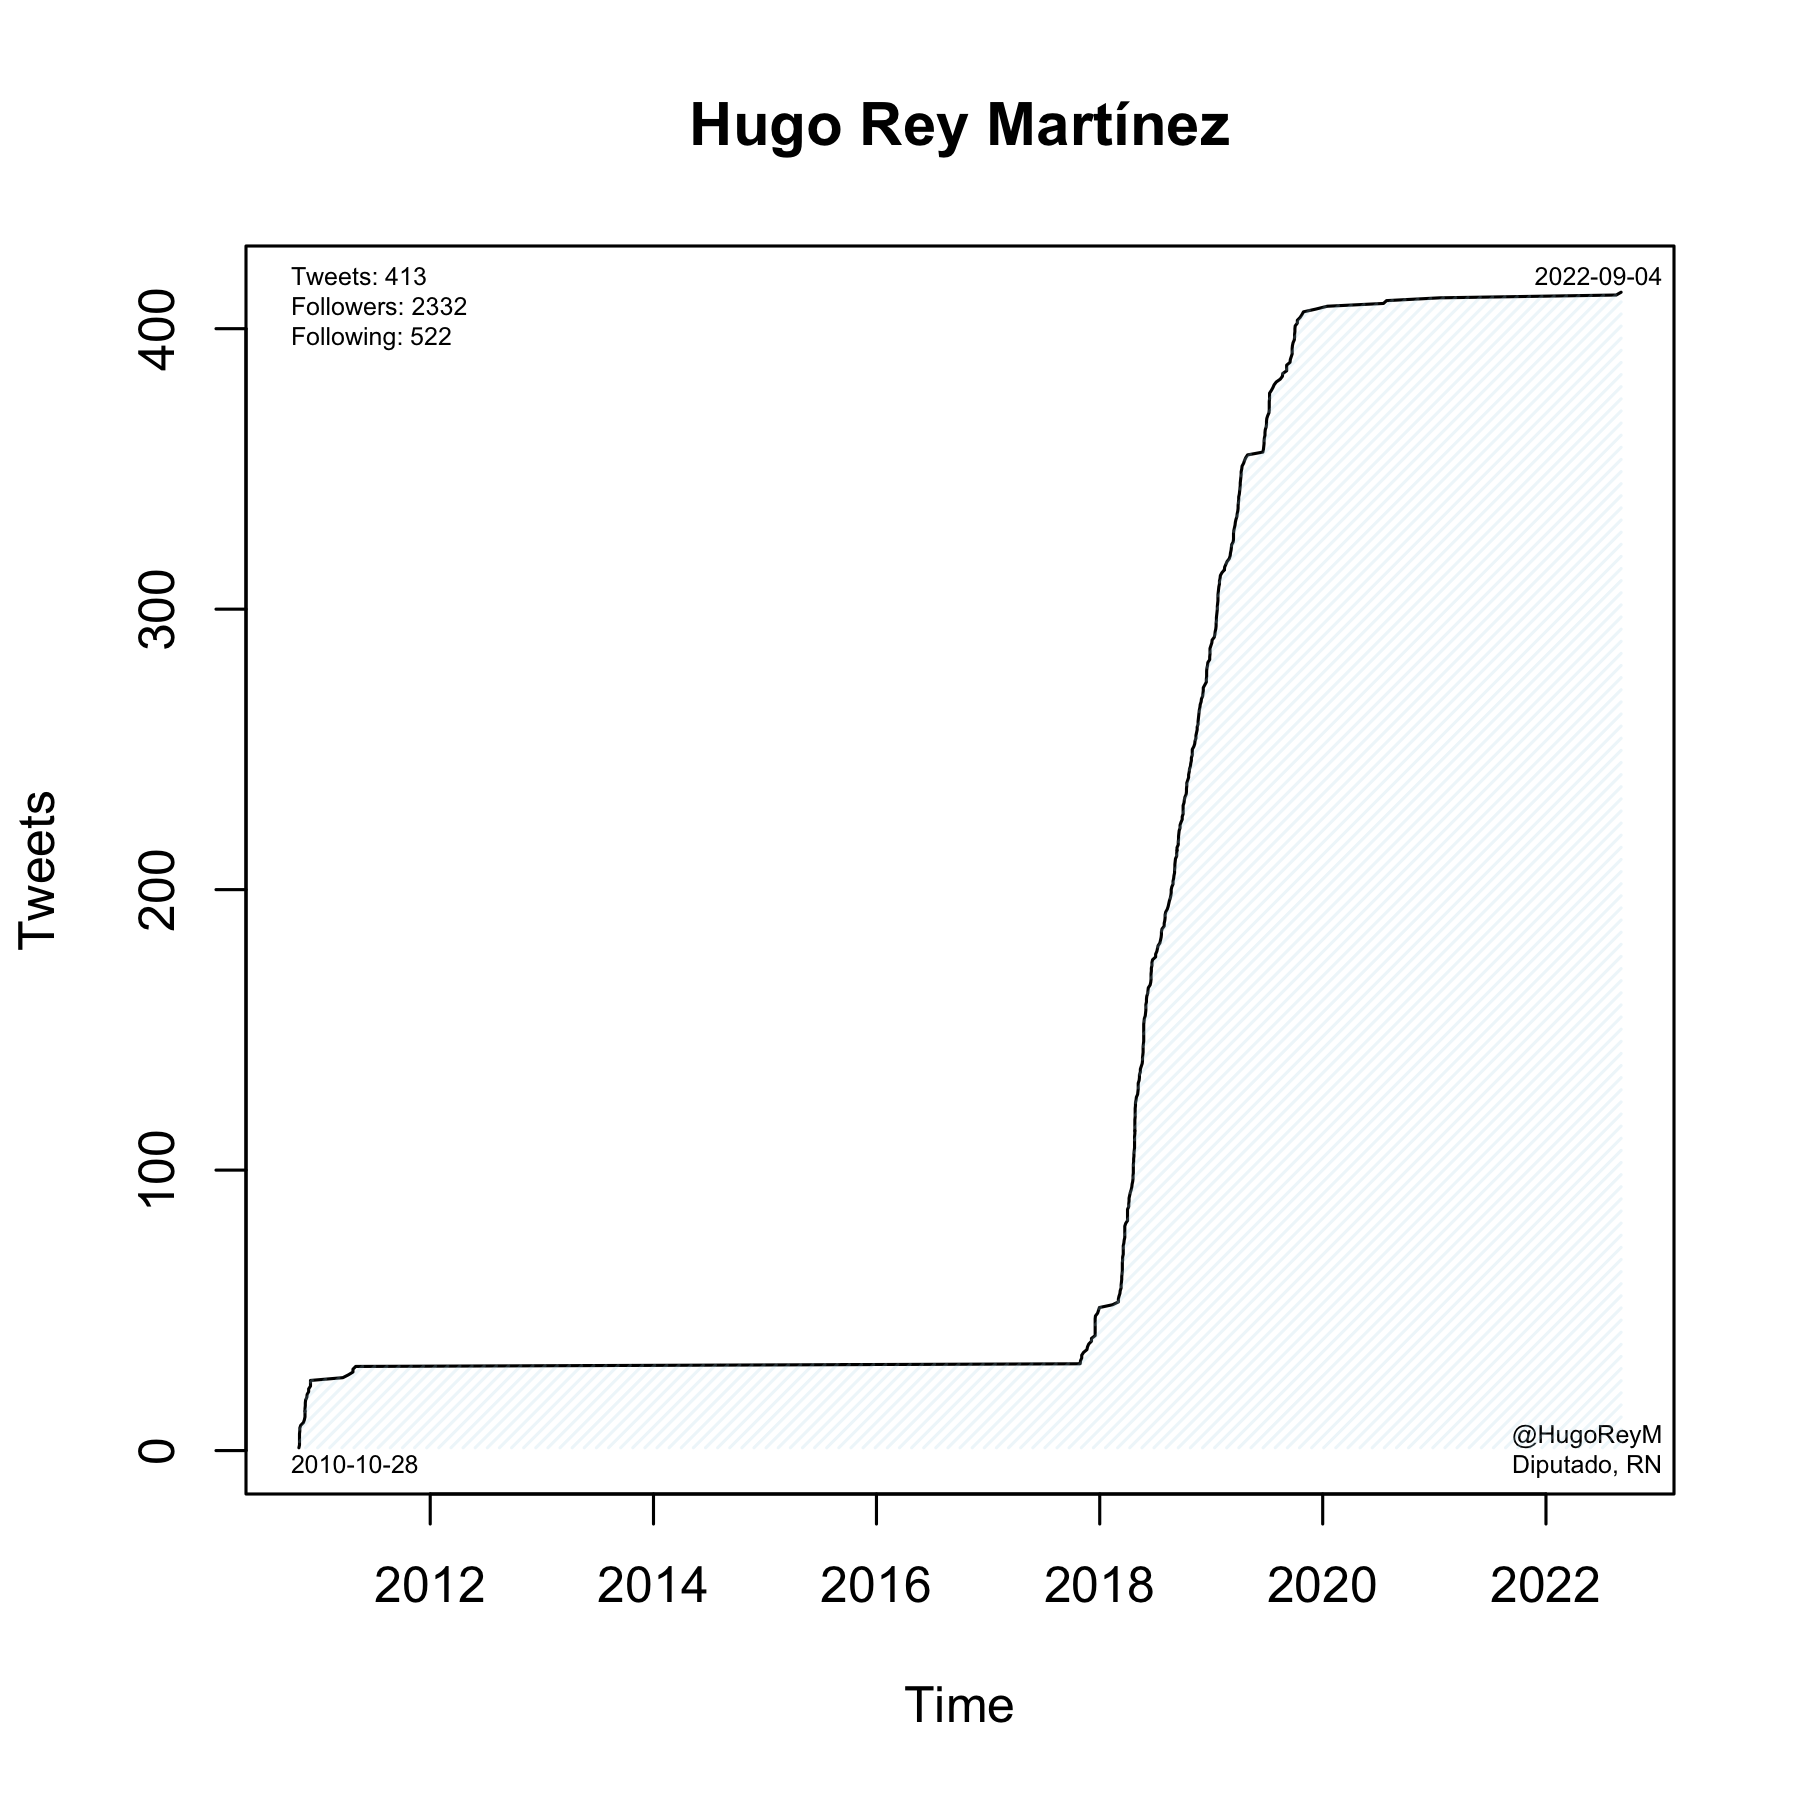 Hugo Rey Martínez
Tweets: 413
Followers: 2332
Following: 522
2022-09-04
400
300
200
100
0
Tweets
2010-10-28
@HugoReyM
Diputado, RN
2012 2014 2016 2018 2020 2022
Time